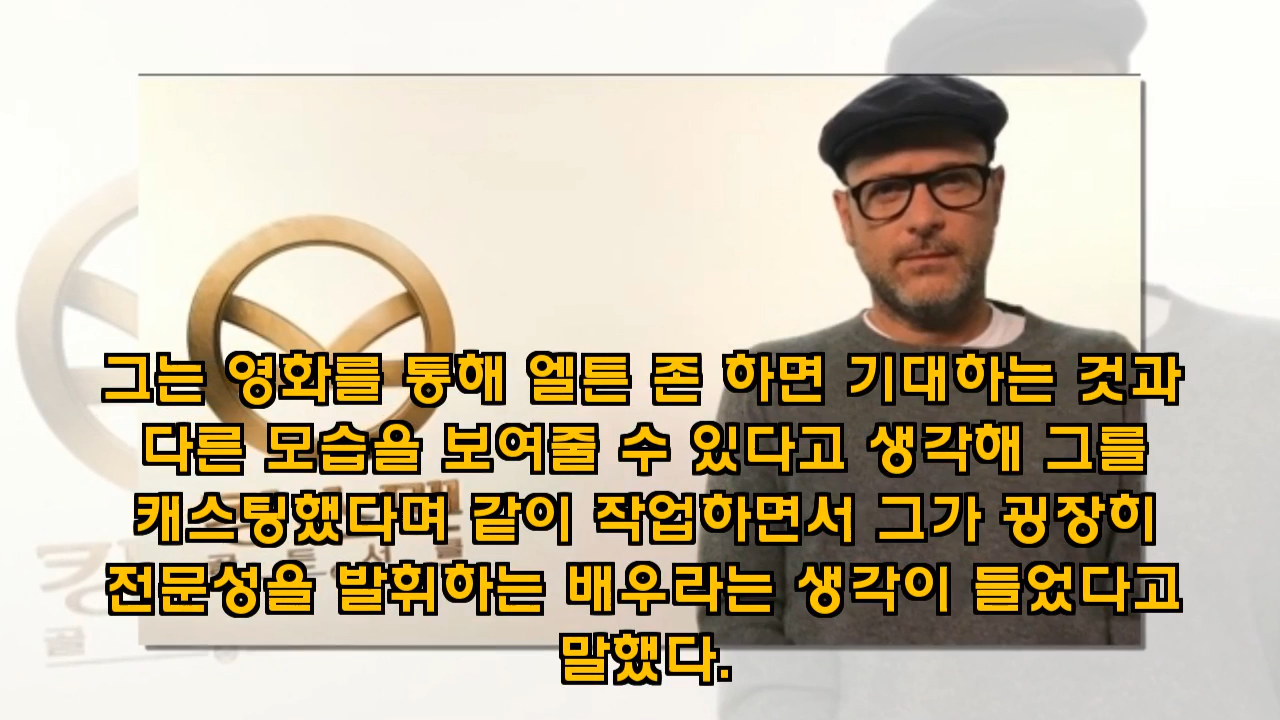 그는 영화를 통해 엘튼 존 하면 기대하는 것과
다른 모습을 보여줄 수 있다고 생각해 그를
캐스팅했다며 같이 작업하면서 그가 굉장히
전문성을 발휘하는 배우라는 생각이 들었다고
말했다.